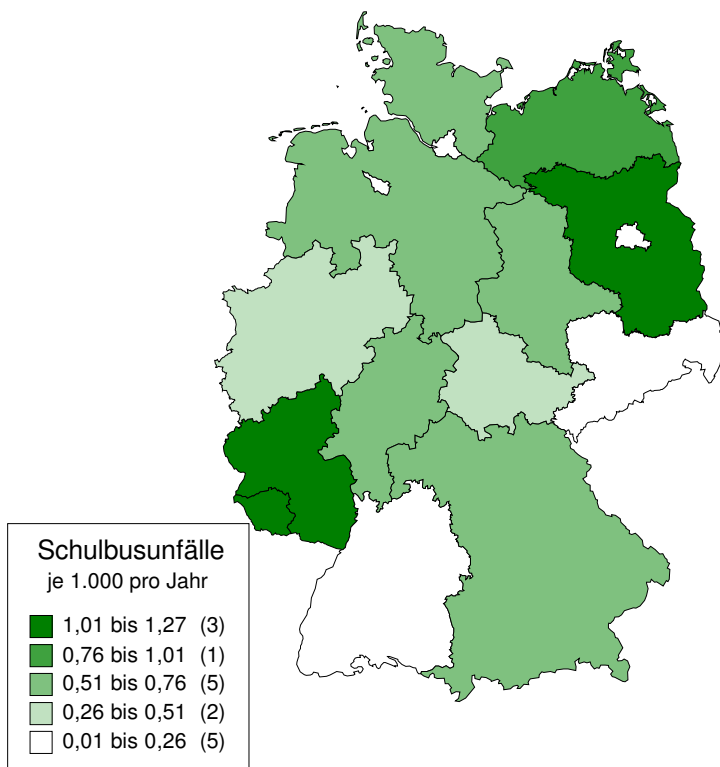 Schulbusunfälle
je 1.000 pro Jahr
1,01 bis 1,27 (3)
0,76 bis 1,01 (1)
0,51 bis 0,76 (5)
0,26 bis 0,51 (2)
0,01 bis 0,26 (5)